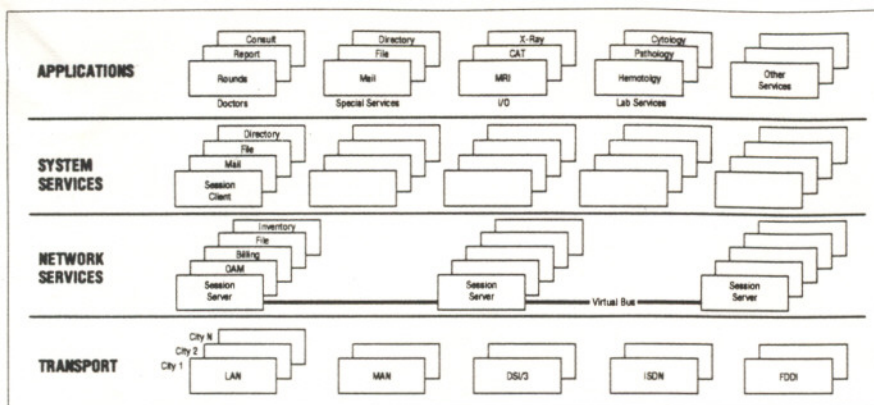 Consult
Report
Rounds
Doctors
Directory
File
Mail
Special Services
X-Ray
CAT
MRI
I/O
Cytology
Pathology
Hemotolgy
Lab Services
Other
Services
APPLICATIONS
Directory
File
Mail
Session
Client
SYSTEM
SERVICES
Inventory
File
Billing
OAM
Session
Server
Session
Server
Virtual Bus
Session
Server
NETWORK
SERVICES
City N
City 2
City 1
LAN
MAN
DSI/3
ISDN
FDDI
TRANSPORT